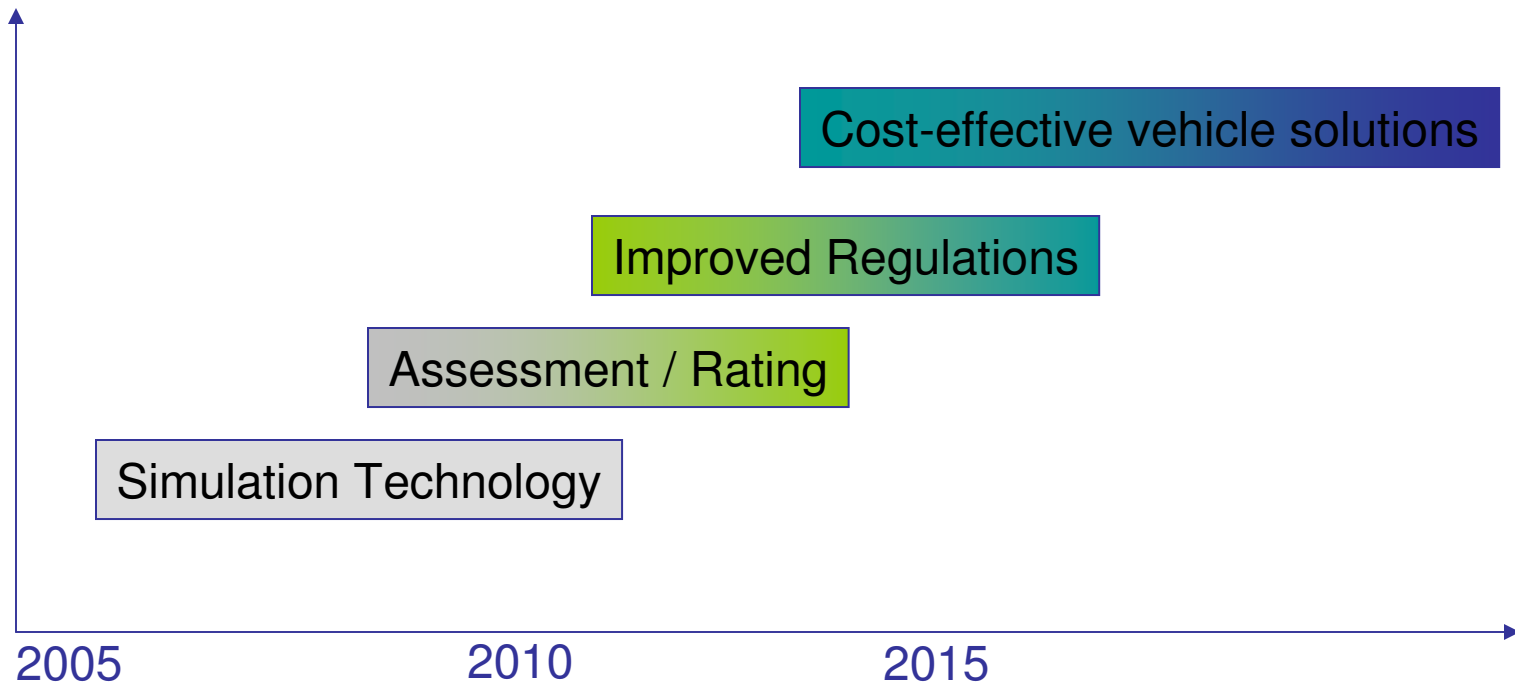 Cost-effective vehicle solutions
Improved Regulations
Assessment / Rating
Simulation Technology
2005 2010 2015